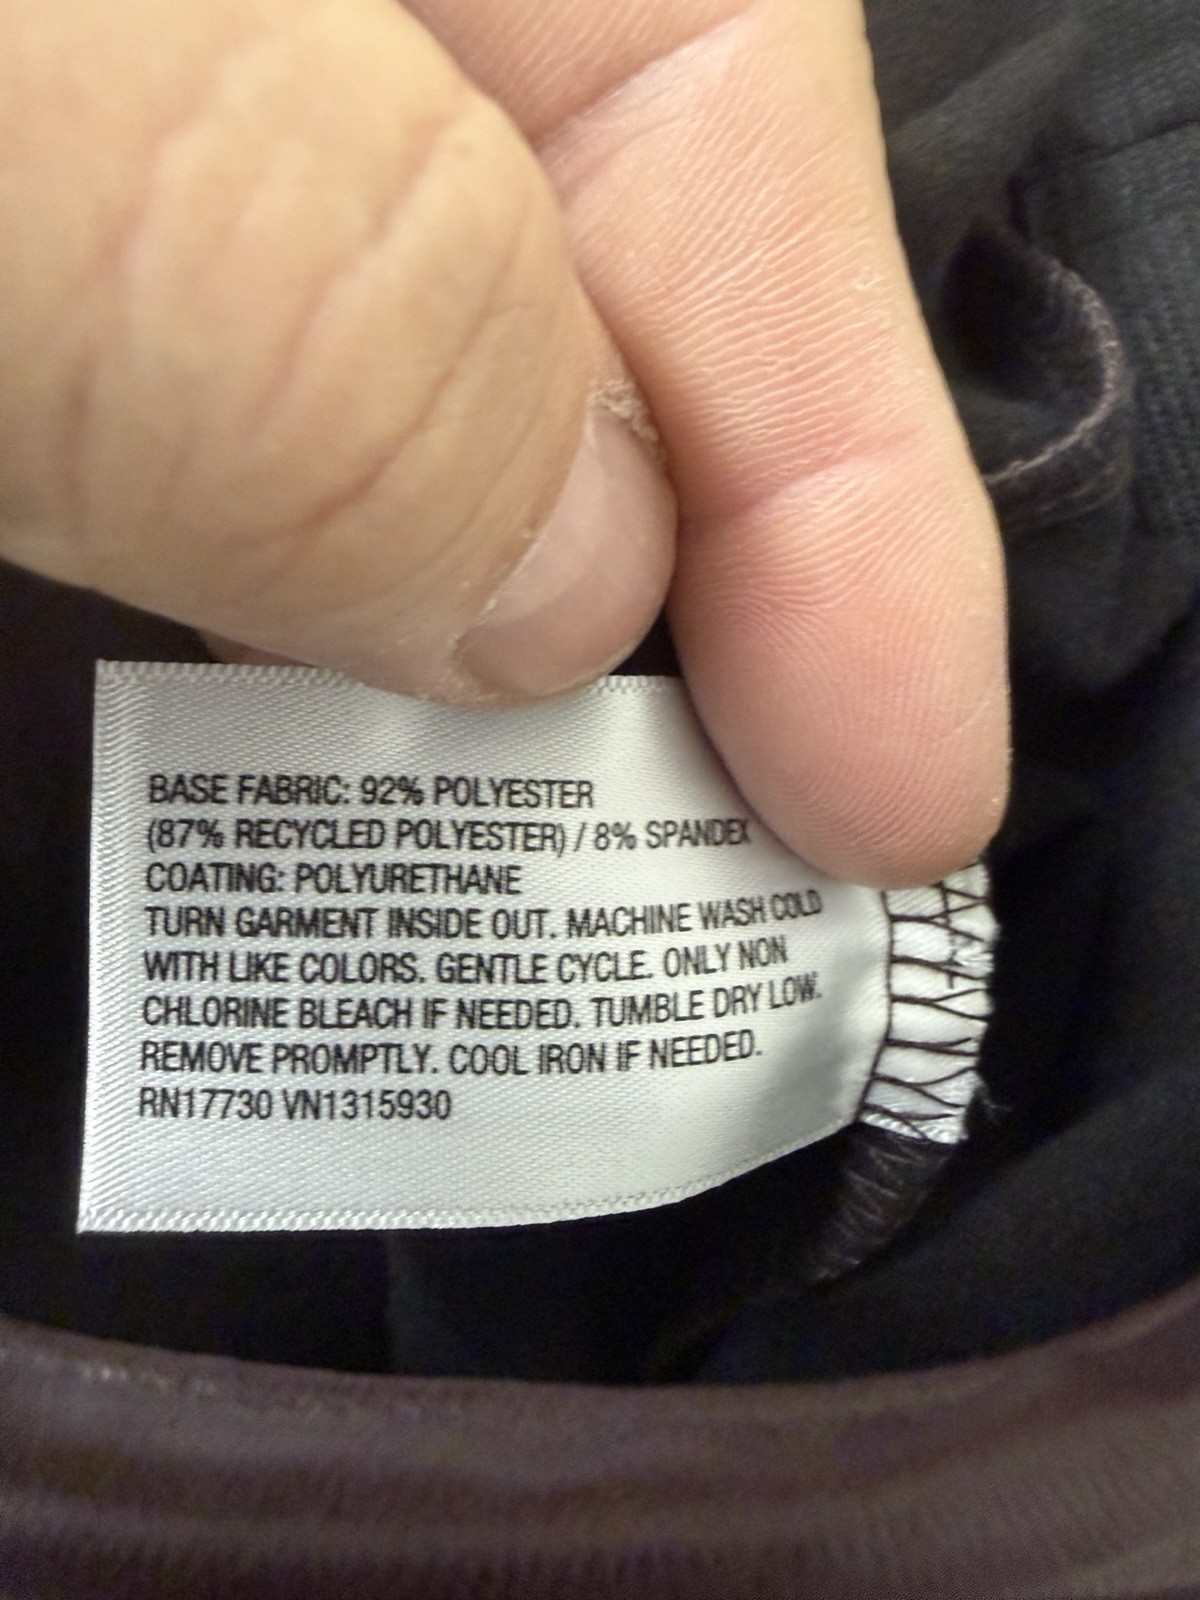 BASE FABRIC: 92% POLYESTER
(87% RECYCLED POLYESTER) / 8% SPANDEX
COATING: POLYURETHANE
TURN GARMENT INSIDE OUT. MACHINE WASH COLD
WITH LIKE COLORS. GENTLE CYCLE. ONLY NON
CHLORINE BLEACH IF NEEDED. TUMBLE DRY LOW.
REMOVE PROMPTLY. COOL IRON IF NEEDED.
RN17730 VN1315930